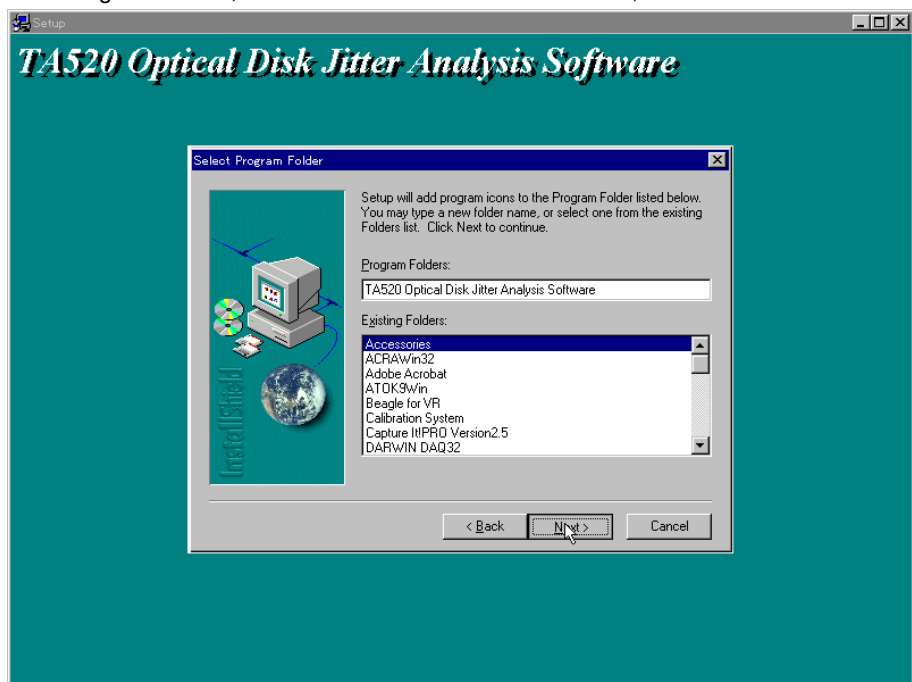 Setup
TA520 Optical Disk Jitter Analysis Software
Select Program Folder
Setup will add program icons to the Program Folder listed below.
You may type a new folder name, or select one from the existing
Folders list. Click Next to continue.
Program Folders:
TA520 Optical Disk Jitter Analysis Software
Existing Folders:
Accessories
ACRAWin32
Adobe Acrobat
ATOK9Win
Beagle for VR
Calibration System
Capture It!PRO Version2.5
DARWIN DAQ32
InstallShield
< Back
Next >
Cancel